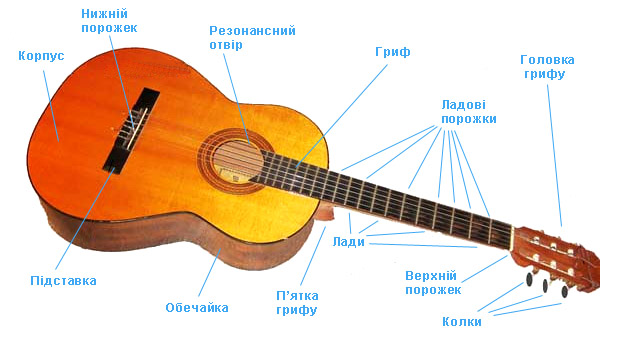 Нижній
порожек
Резонансний
отвір
Корпус
Гриф
Головка
грифу
Ладові
порожки
Лади
Підставка
Обечайка
П’ятка
грифу
Верхній
порожек
Колки